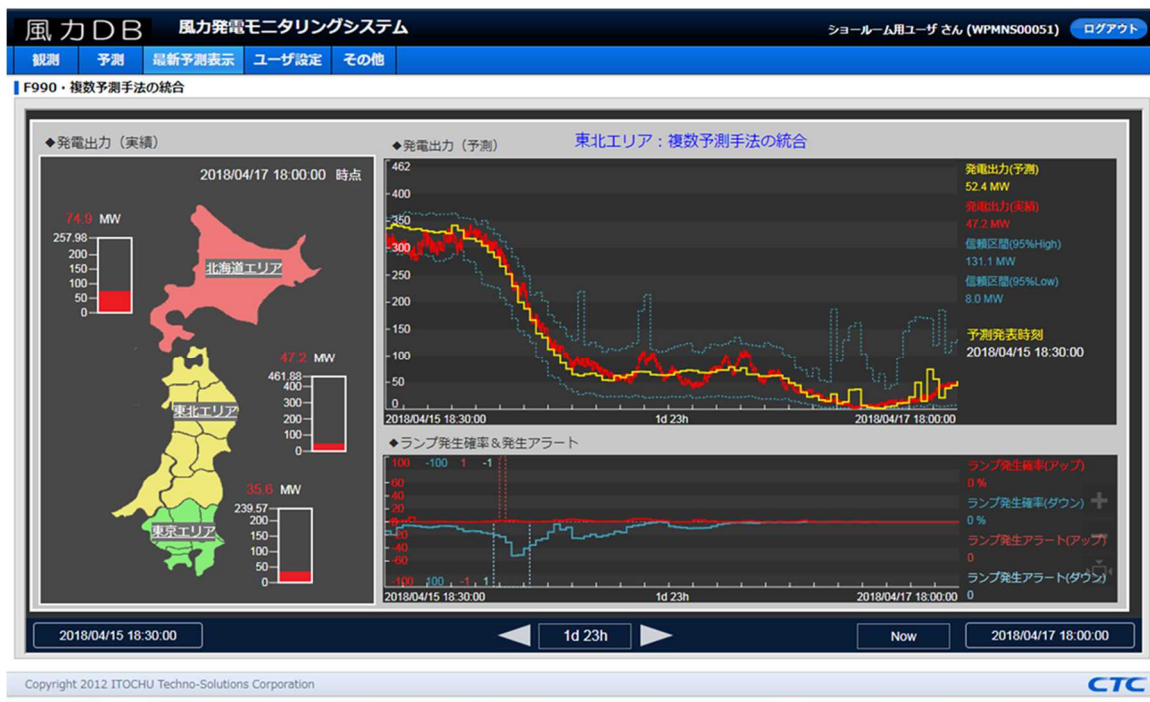 風力DB 風力発電モニタリングシステム ショールーム用ユーザ さん (WPMNS00051) ログアウト
観測 予測 最新予測表示 ユーザ設定 その他
F990・複数予測手法の統合
◆発電出力（実績）
2018/04/17 18:00:00 時点
74.9 MW
257.98
200
150
100
50
0
北海道エリア
47.2 MW
461.88
400
300
200
100
0
東北エリア
35.6 MW
239.57
200
150
100
50
0
東京エリア
◆発電出力（予測） 東北エリア：複数予測手法の統合
462
400
350
300
250
200
150
100
50
0
2018/04/15 18:30:00 1d 23h 2018/04/17 18:00:00
発電出力(予測)
52.4 MW
発電出力(実績)
47.2 MW
信頼区間(95%High)
131.1 MW
信頼区間(95%Low)
8.0 MW
予測発表時刻
2018/04/15 18:30:00
◆ランプ発生確率＆発生アラート
100 -100 1 -1
60
40
20
-20
-40
-60
-100 100 -1 1
2018/04/15 18:30:00 1d 23h 2018/04/17 18:00:00
ランプ発生確率(アップ)
0 %
ランプ発生確率(ダウン)
0 %
ランプ発生アラート(アップ)
0
ランプ発生アラート(ダウン)
0
2018/04/15 18:30:00 1d 23h Now 2018/04/17 18:00:00
Copyright 2012 ITOCHU Techno-Solutions Corporation CTC